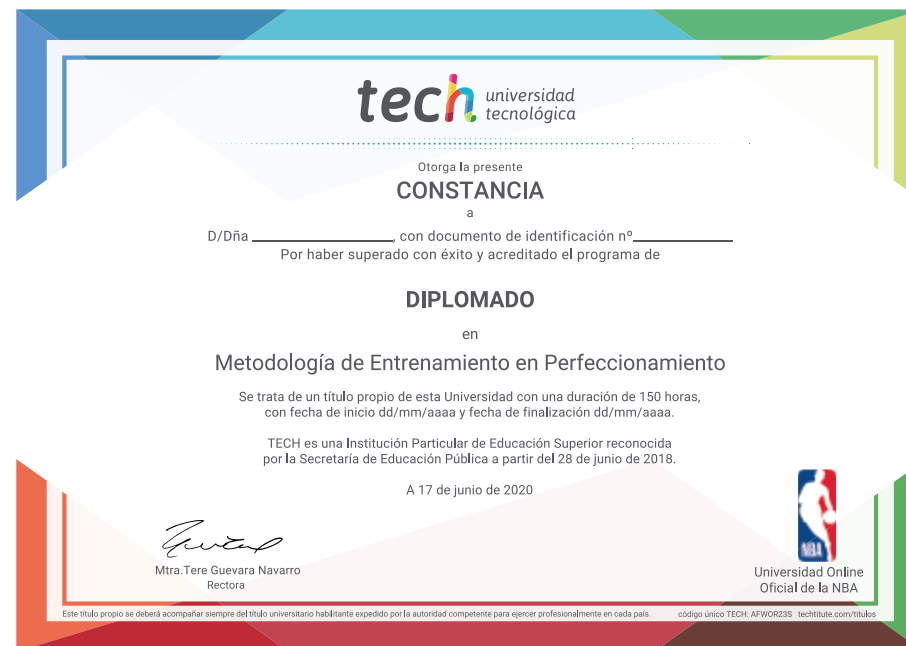 tech universidad
tecnológica
Otorga la presente
CONSTANCIA
a
D/Dña ________________, con documento de identificación nº____________
Por haber superado con éxito y acreditado el programa de
DIPLOMADO
en
Metodología de Entrenamiento en Perfeccionamiento
Se trata de un título propio de esta Universidad con una duración de 150 horas,
con fecha de inicio dd/mm/aaaa y fecha de finalización dd/mm/aaaa.
TECH es una Institución Particular de Educación Superior reconocida
por la Secretaría de Educación Pública a partir del 28 de junio de 2018.
A 17 de junio de 2020
Mtra.Tere Guevara Navarro
Rectora
NBA
Universidad Online
Oficial de la NBA
Este título propio se deberá acompañar siempre del título universitario habilitante expedido por la autoridad competente para ejercer profesionalmente en cada país. código único TECH: AFWOR23S techtitute.com/titulos